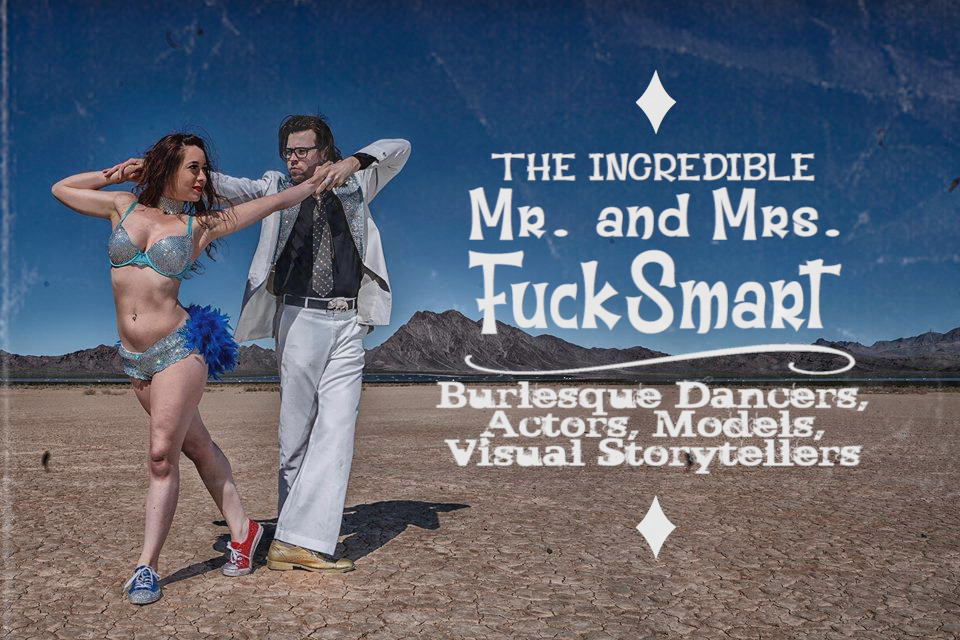 THE INCREDIBLE
Mr. and Mrs.
FuckSmart
Burlesque Dancers,
Actors, Models,
Visual Storytellers